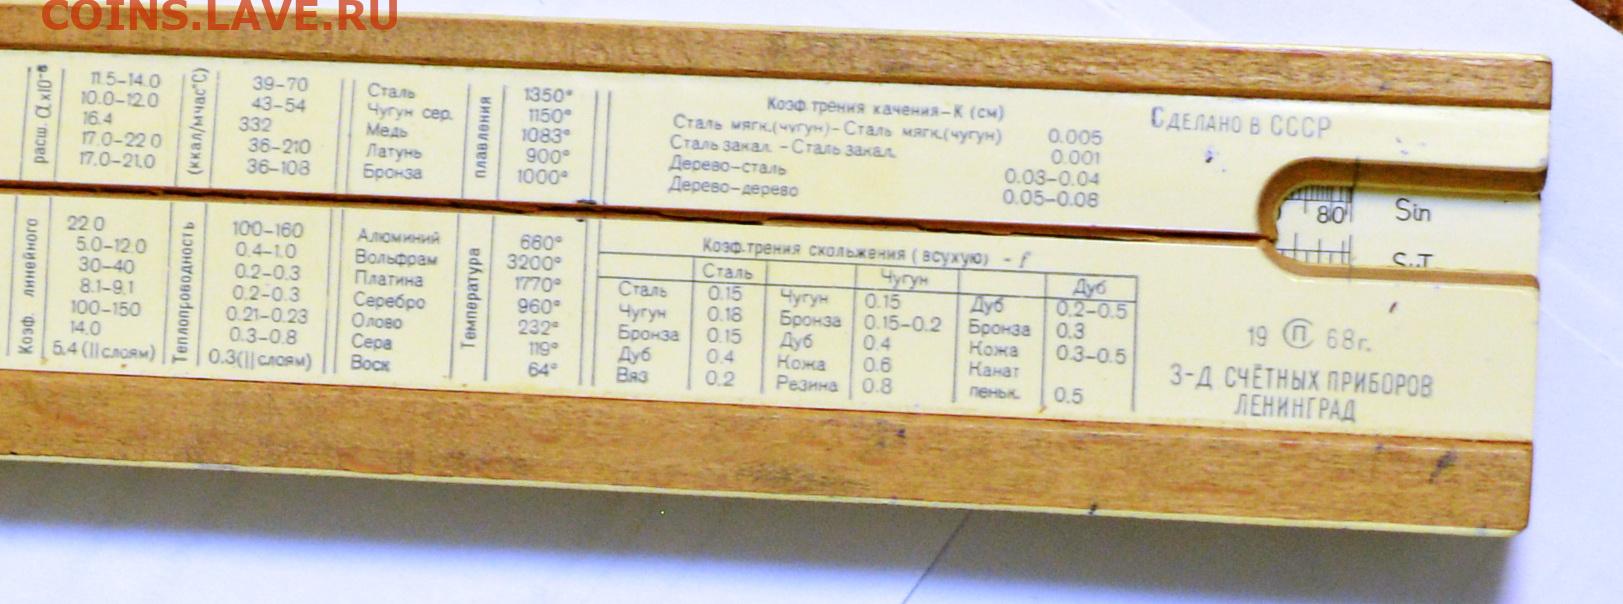 COINS.LAVE.RU
расш. α×10⁻⁶
11.5–14.0
10.0–12.0
16.4
17.0–22.0
17.0–21.0
(ккал/мчас°С)
39–70
43–54
332
36–210
36–108
Сталь
Чугун сер.
Медь
Латунь
Бронза
плавления
1350°
1150°
1083°
900°
1000°
Коэф. трения качения–К (см)
Сталь мягк.(чугун)–Сталь мягк.(чугун) 0.005
Сталь закал. –Сталь закал. 0.001
Дерево–сталь 0.03–0.04
Дерево–дерево 0.05–0.08
Сделано в СССР
80 Sin
Коэф. линейного
22.0
5.0–12.0
30–40
8.1–9.1
100–150
14.0
5.4 (||слоям)
Теплопроводность
100–160
0.4–1.0
0.2–0.3
0.2–0.3
0.21–0.23
0.3–0.8
0.3(||слоям)
Алюминий
Вольфрам
Платина
Серебро
Олово
Сера
Воск
Температура
660°
3200°
1770°
960°
232°
119°
64°
Коэф. трения скольжения (всухую) – f
Сталь Чугун Дуб
Сталь 0.15 Чугун 0.15 Дуб 0.2–0.5
Чугун 0.18 Бронза 0.15–0.2 Бронза 0.3
Бронза 0.15 Дуб 0.4 Кожа 0.3–0.5
Дуб 0.4 Кожа 0.6 Канат
Вяз 0.2 Резина 0.8 пеньк. 0.5
19 П 68г.
З-Д СЧЁТНЫХ ПРИБОРОВ
ЛЕНИНГРАД